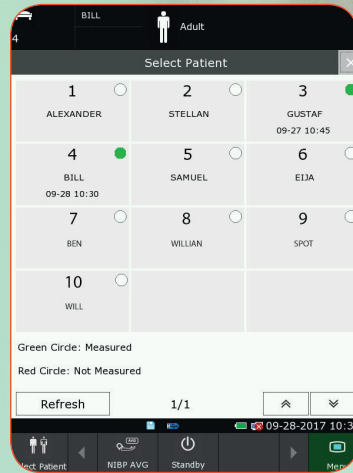 BILL
4
Adult
Select Patient
1 2 3
ALEXANDER STELLAN GUSTAF
09-27 10:45
4 5 6
BILL SAMUEL EIJA
09-28 10:30
7 8 9
BEN WILLIAN SPOT
10
WILL
Green Circle: Measured
Red Circle: Not Measured
Refresh 1/1
09-28-2017 10:3
AVG
lect Patient NIBP AVG Standby Men